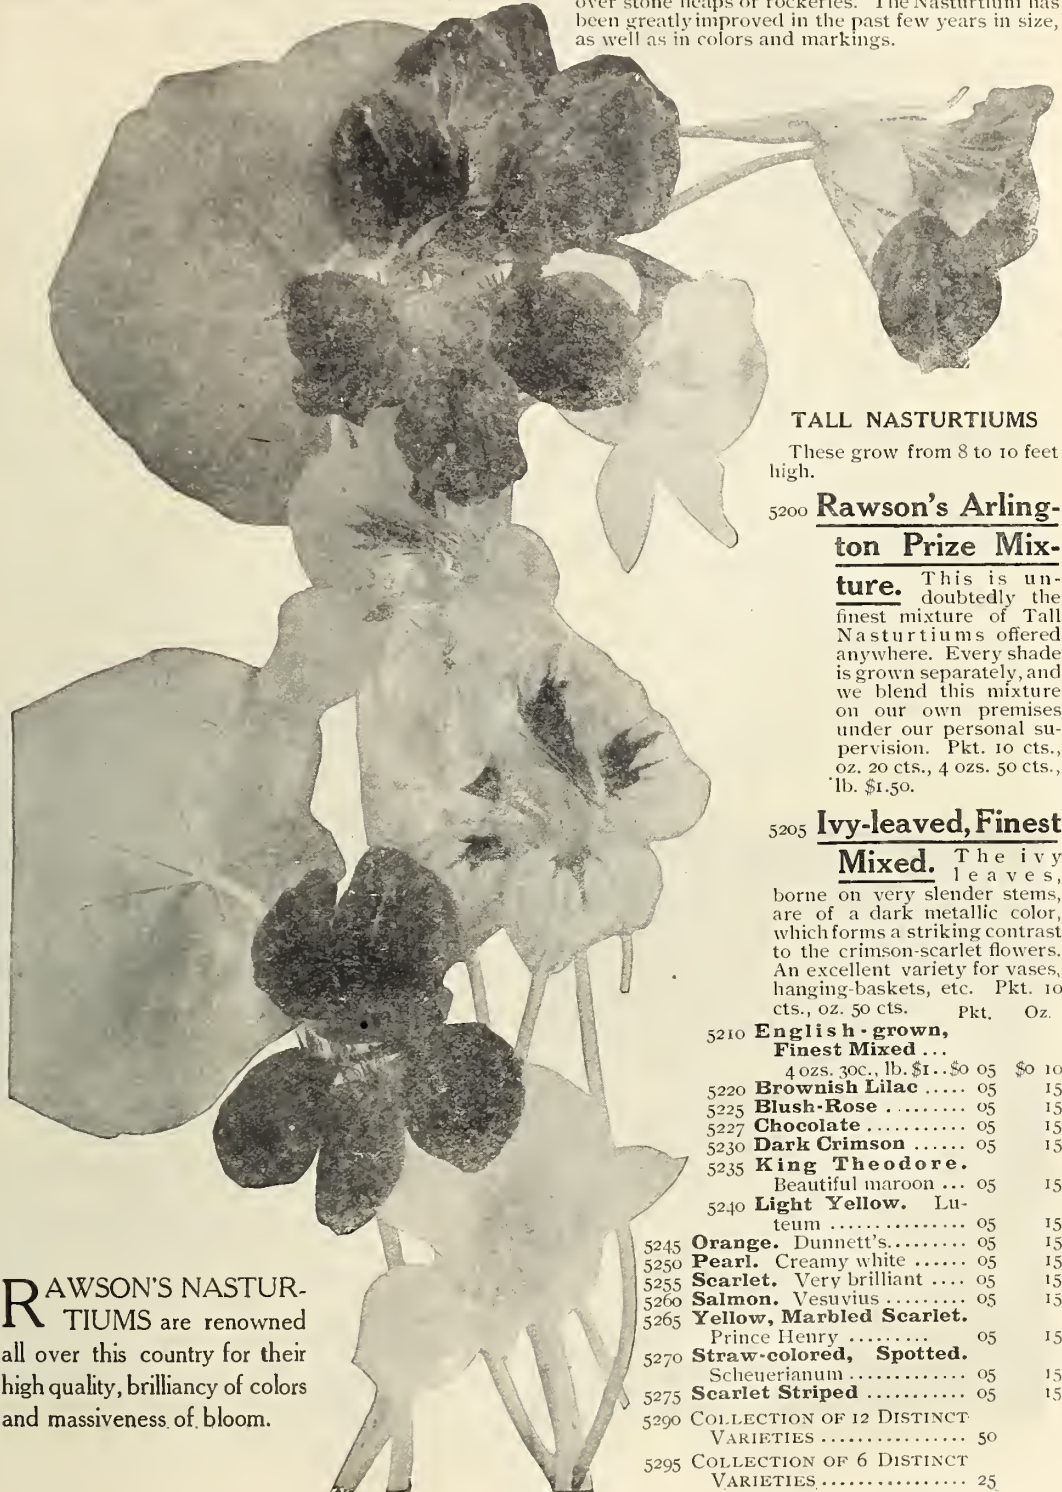 over stone heaps or rockeries. The Nasturtium has
been greatly improved in the past few years in size,
as well as in colors and markings.
TALL NASTURTIUMS
These grow from 8 to 10 feet
high.
5200 Rawson's Arling-
ton Prize Mix-
ture. This is un-
doubtedly the
finest mixture of Tall
Nasturtiums offered
anywhere. Every shade
is grown separately, and
we blend this mixture
on our own premises
under our personal su-
pervision. Pkt. 10 cts.,
oz. 20 cts., 4 ozs. 50 cts.,
lb. $1.50.
5205 Ivy-leaved, Finest
Mixed. The ivy
leaves,
borne on very slender stems,
are of a dark metallic color,
which forms a striking contrast
to the crimson-scarlet flowers.
An excellent variety for vases,
hanging-baskets, etc. Pkt. 10
cts., oz. 50 cts. Pkt. Oz.
5210 English-grown,
Finest Mixed ...
4 ozs. 30c., lb. $1..$0 05 $0 10
5220 Brownish Lilac ..... 05 15
5225 Blush-Rose ......... 05 15
5227 Chocolate ........... 05 15
5230 Dark Crimson ...... 05 15
5235 King Theodore.
Beautiful maroon ... 05 15
5240 Light Yellow. Lu-
teum ............... 05 15
5245 Orange. Dunnett's......... 05 15
5250 Pearl. Creamy white ...... 05 15
5255 Scarlet. Very brilliant .... 05 15
5260 Salmon. Vesuvius ......... 05 15
5265 Yellow, Marbled Scarlet.
Prince Henry ......... 05 15
5270 Straw-colored, Spotted.
Scheuerianum ............. 05 15
5275 Scarlet Striped ........... 05 15
5290 COLLECTION OF 12 DISTINCT
VARIETIES ................ 50
5295 COLLECTION OF 6 DISTINCT
VARIETIES ................ 25
RAWSON'S NASTUR-
TIUMS are renowned
all over this country for their
high quality, brilliancy of colors
and massiveness of bloom.